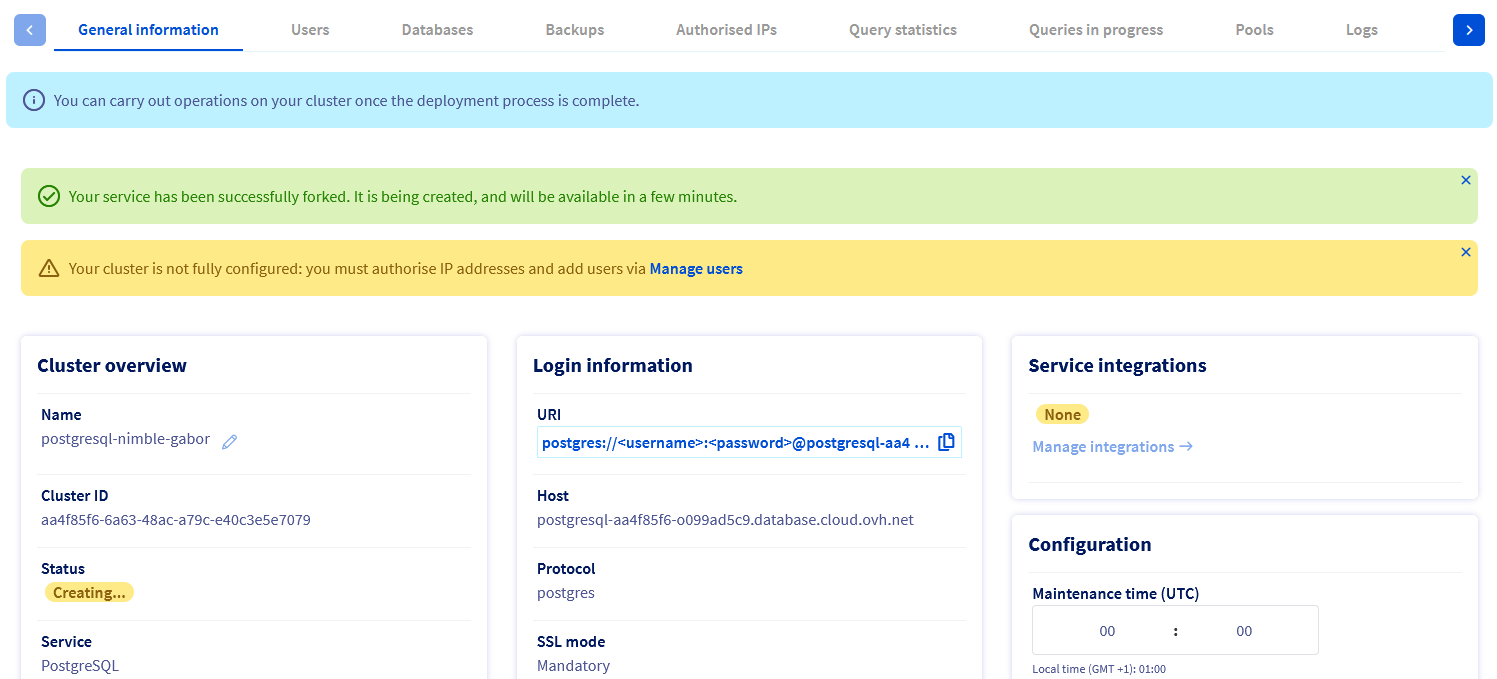 General information Users Databases Backups Authorised IPs Query statistics Queries in progress Pools Logs
You can carry out operations on your cluster once the deployment process is complete.
Your service has been successfully forked. It is being created, and will be available in a few minutes.
Your cluster is not fully configured: you must authorise IP addresses and add users via Manage users
Cluster overview
Name
postgresql-nimble-gabor
Cluster ID
aa4f85f6-6a63-48ac-a79c-e40c3e5e7079
Status
Creating...
Service
PostgreSQL
Login information
URI
postgres://<username>:<password>@postgresql-aa4 ...
Host
postgresql-aa4f85f6-o099ad5c9.database.cloud.ovh.net
Protocol
postgres
SSL mode
Mandatory
Service integrations
None
Manage integrations →
Configuration
Maintenance time (UTC)
00 : 00
Local time (GMT +1): 01:00